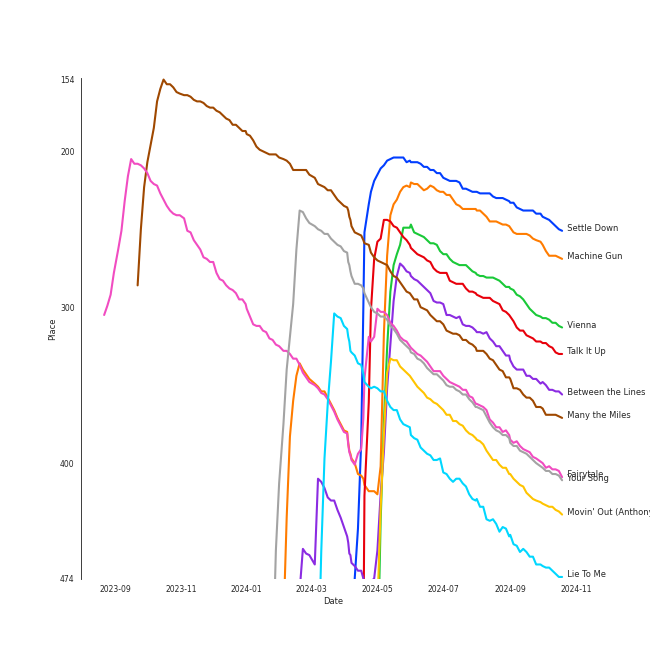 154
200
300
400
474
Place
2023-09
2023-11
2024-01
2024-03
2024-05
2024-07
2024-09
2024-11
Date
Settle Down
Machine Gun
Vienna
Talk It Up
Between the Lines
Many the Miles
Fairytale
Your Song
Movin' Out (Anthony
Lie To Me